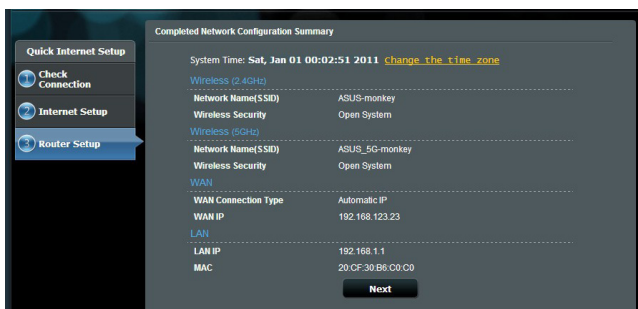 Completed Network Configuration Summary
Quick Internet Setup
1 Check Connection
2 Internet Setup
3 Router Setup
System Time: Sat, Jan 01 00:02:51 2011 Change the time zone
Wireless (2.4GHz)
Network Name(SSID) ASUS-monkey
Wireless Security Open System
Wireless (5GHz)
Network Name(SSID) ASUS_5G-monkey
Wireless Security Open System
WAN
WAN Connection Type Automatic IP
WAN IP 192.168.123.23
LAN
LAN IP 192.168.1.1
MAC 20:CF:30:B6:C0:C0
Next